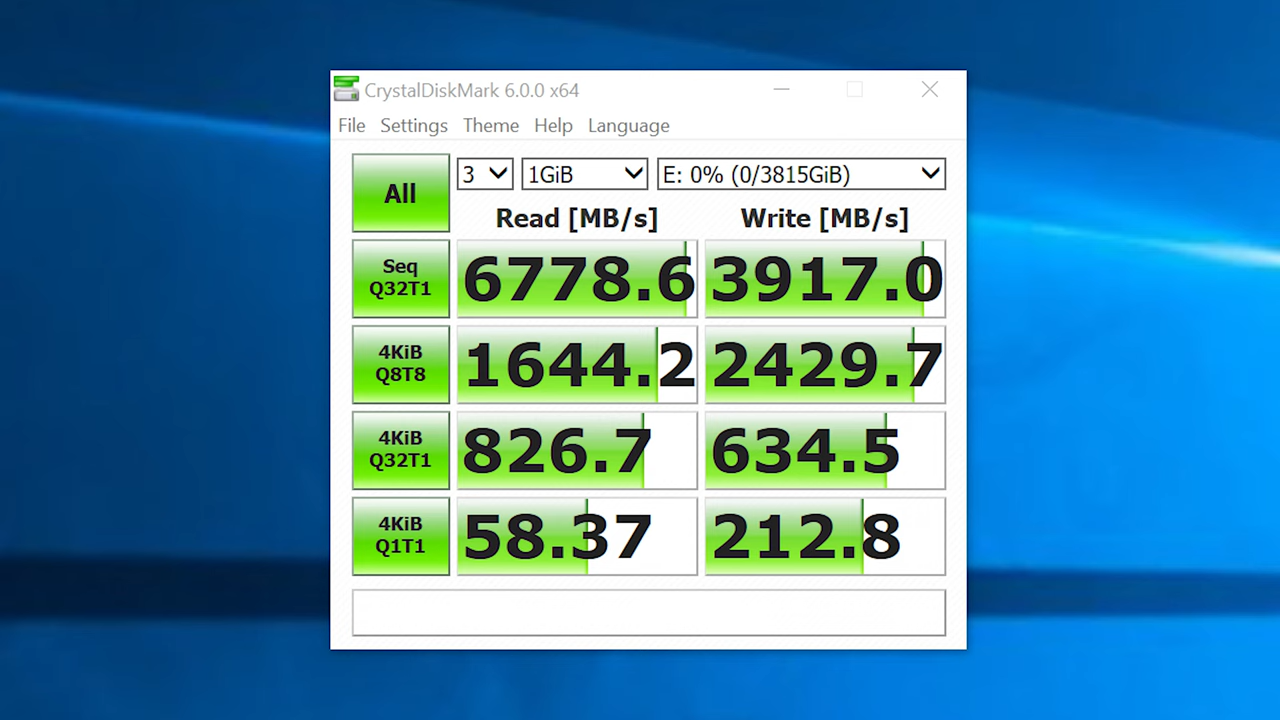 CrystalDiskMark 6.0.0 x64
File Settings Theme Help Language
All 3 1GiB E: 0% (0/3815GiB)
Read [MB/s] Write [MB/s]
Seq
Q32T1
6778.6 3917.0
4KiB
Q8T8
1644.2 2429.7
4KiB
Q32T1
826.7 634.5
4KiB
Q1T1
58.37 212.8